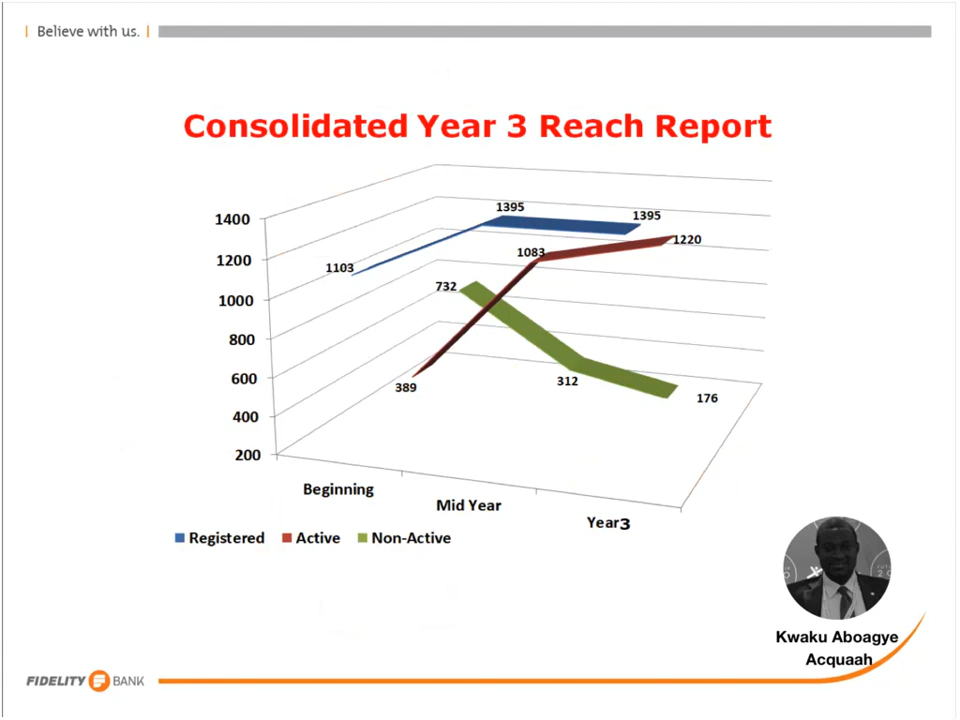 Believe with us.
Consolidated Year 3 Reach Report
1400
1200
1000
800
600
400
200
1103
1395
1395
389
1083
1220
732
312
176
Beginning
Mid Year
Year3
Registered
Active
Non-Active
Kwaku Aboagye
Acquaah
FIDELITY BANK